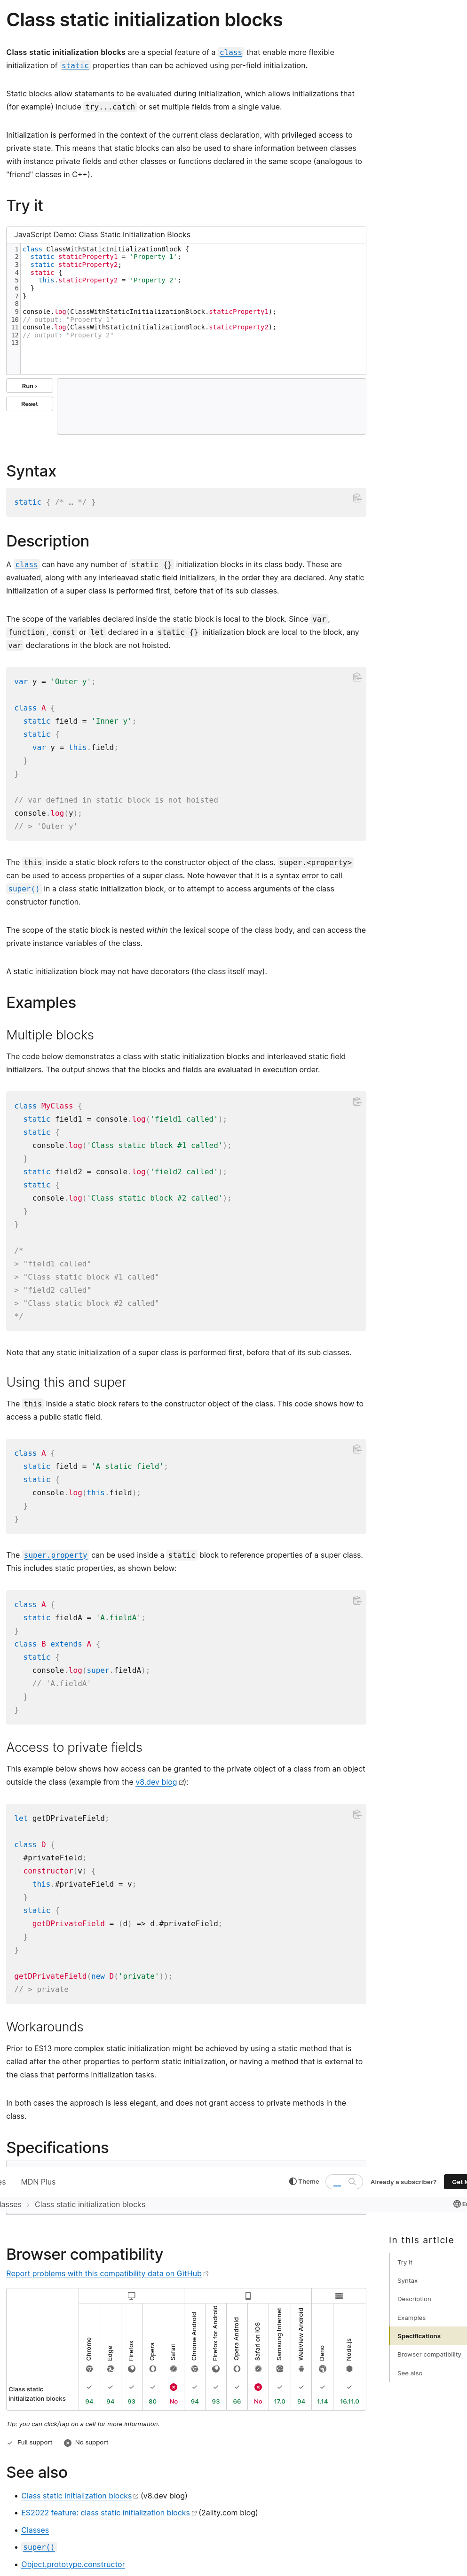 Class static initialization blocks
Class static initialization blocks are a special feature of a class that enable more flexible
initialization of static properties than can be achieved using per-field initialization.
Static blocks allow statements to be evaluated during initialization, which allows initializations that
(for example) include try...catch or set multiple fields from a single value.
Initialization is performed in the context of the current class declaration, with privileged access to
private state. This means that static blocks can also be used to share information between classes
with instance private fields and other classes or functions declared in the same scope (analogous to
"friend" classes in C++).
Try it
JavaScript Demo: Class Static Initialization Blocks
1 class ClassWithStaticInitializationBlock {
2   static staticProperty1 = 'Property 1';
3   static staticProperty2;
4   static {
5     this.staticProperty2 = 'Property 2';
6   }
7 }
8
9 console.log(ClassWithStaticInitializationBlock.staticProperty1);
10 // output: "Property 1"
11 console.log(ClassWithStaticInitializationBlock.staticProperty2);
12 // output: "Property 2"
13
Run ›
Reset
Syntax
static { /* … */ }
Description
A class can have any number of static {} initialization blocks in its class body. These are
evaluated, along with any interleaved static field initializers, in the order they are declared. Any static
initialization of a super class is performed first, before that of its sub classes.
The scope of the variables declared inside the static block is local to the block. Since var,
function, const or let declared in a static {} initialization block are local to the block, any
var declarations in the block are not hoisted.
var y = 'Outer y';
class A {
  static field = 'Inner y';
  static {
    var y = this.field;
  }
}
// var defined in static block is not hoisted
console.log(y);
// > 'Outer y'
The this inside a static block refers to the constructor object of the class. super.<property>
can be used to access properties of a super class. Note however that it is a syntax error to call
super() in a class static initialization block, or to attempt to access arguments of the class
constructor function.
The scope of the static block is nested within the lexical scope of the class body, and can access the
private instance variables of the class.
A static initialization block may not have decorators (the class itself may).
Examples
Multiple blocks
The code below demonstrates a class with static initialization blocks and interleaved static field
initializers. The output shows that the blocks and fields are evaluated in execution order.
class MyClass {
  static field1 = console.log('field1 called');
  static {
    console.log('Class static block #1 called');
  }
  static field2 = console.log('field2 called');
  static {
    console.log('Class static block #2 called');
  }
}
/*
> "field1 called"
> "Class static block #1 called"
> "field2 called"
> "Class static block #2 called"
*/
Note that any static initialization of a super class is performed first, before that of its sub classes.
Using this and super
The this inside a static block refers to the constructor object of the class. This code shows how to
access a public static field.
class A {
  static field = 'A static field';
  static {
    console.log(this.field);
  }
}
The super.property can be used inside a static block to reference properties of a super class.
This includes static properties, as shown below:
class A {
  static fieldA = 'A.fieldA';
}
class B extends A {
  static {
    console.log(super.fieldA);
    // 'A.fieldA'
  }
}
Access to private fields
This example below shows how access can be granted to the private object of a class from an object
outside the class (example from the v8.dev blog):
let getDPrivateField;
class D {
  #privateField;
  constructor(v) {
    this.#privateField = v;
  }
  static {
    getDPrivateField = (d) => d.#privateField;
  }
}
getDPrivateField(new D('private'));
// > private
Workarounds
Prior to ES13 more complex static initialization might be achieved by using a static method that is
called after the other properties to perform static initialization, or having a method that is external to
the class that performs initialization tasks.
In both cases the approach is less elegant, and does not grant access to private methods in the
class.
Specifications
es MDN Plus Theme Already a subscriber? Get M
lasses › Class static initialization blocks
In this article
Try it
Syntax
Description
Examples
Specifications
Browser compatibility
See also
Browser compatibility
Report problems with this compatibility data on GitHub
Chrome Edge Firefox Opera Safari Chrome Android Firefox for Android Opera Android Safari on iOS Samsung Internet WebView Android Deno Node.js
Class static
initialization blocks
94 94 93 80 No 94 93 66 No 17.0 94 1.14 16.11.0
Tip: you can click/tap on a cell for more information.
Full support No support
See also
• Class static initialization blocks (v8.dev blog)
• ES2022 feature: class static initialization blocks (2ality.com blog)
• Classes
• super()
• Object.prototype.constructor